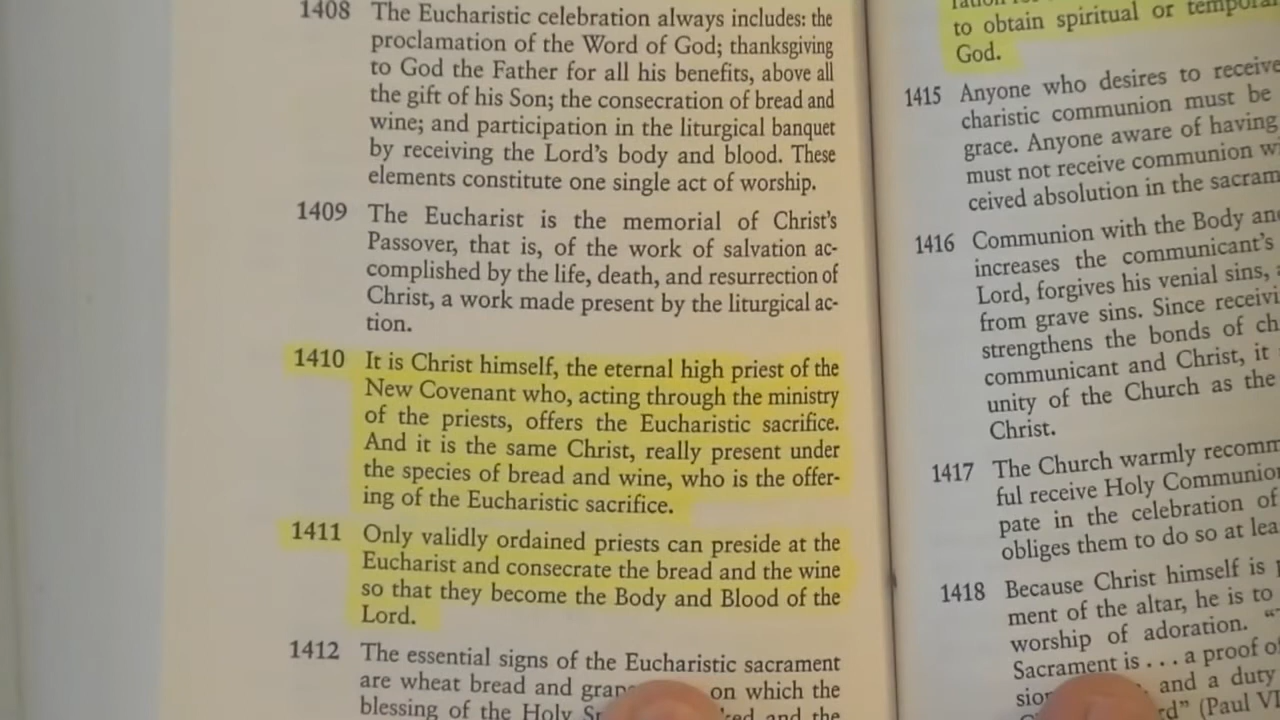 1408 The Eucharistic celebration always includes: the
proclamation of the Word of God; thanksgiving
to God the Father for all his benefits, above all
the gift of his Son; the consecration of bread and
wine; and participation in the liturgical banquet
by receiving the Lord's body and blood. These
elements constitute one single act of worship.
1409 The Eucharist is the memorial of Christ's
Passover, that is, of the work of salvation ac-
complished by the life, death, and resurrection of
Christ, a work made present by the liturgical ac-
tion.
1410 It is Christ himself, the eternal high priest of the
New Covenant who, acting through the ministry
of the priests, offers the Eucharistic sacrifice.
And it is the same Christ, really present under
the species of bread and wine, who is the offer-
ing of the Eucharistic sacrifice.
1411 Only validly ordained priests can preside at the
Eucharist and consecrate the bread and the wine
so that they become the Body and Blood of the
Lord.
1412 The essential signs of the Eucharistic sacrament
are wheat bread and on which the
blessing of the Holy and the
to obtain spiritual or
God.
1415 Anyone who desires to receive
charistic communion must be
grace. Anyone aware of having
must not receive communion
ceived absolution in the
1416 Communion with the Body
increases the communicant's
Lord, forgives his venial sins,
from grave sins. Since
strengthens the bonds of
communicant and Christ, it
unity of the Church as the
Christ.
1417 The Church warmly
ful receive Holy
pate in the celebration of
obliges them to do so at
1418 Because Christ himself is
ment of the altar, he is to
worship of adoration.
Sacrament is . . . a proof
and a duty
(Paul